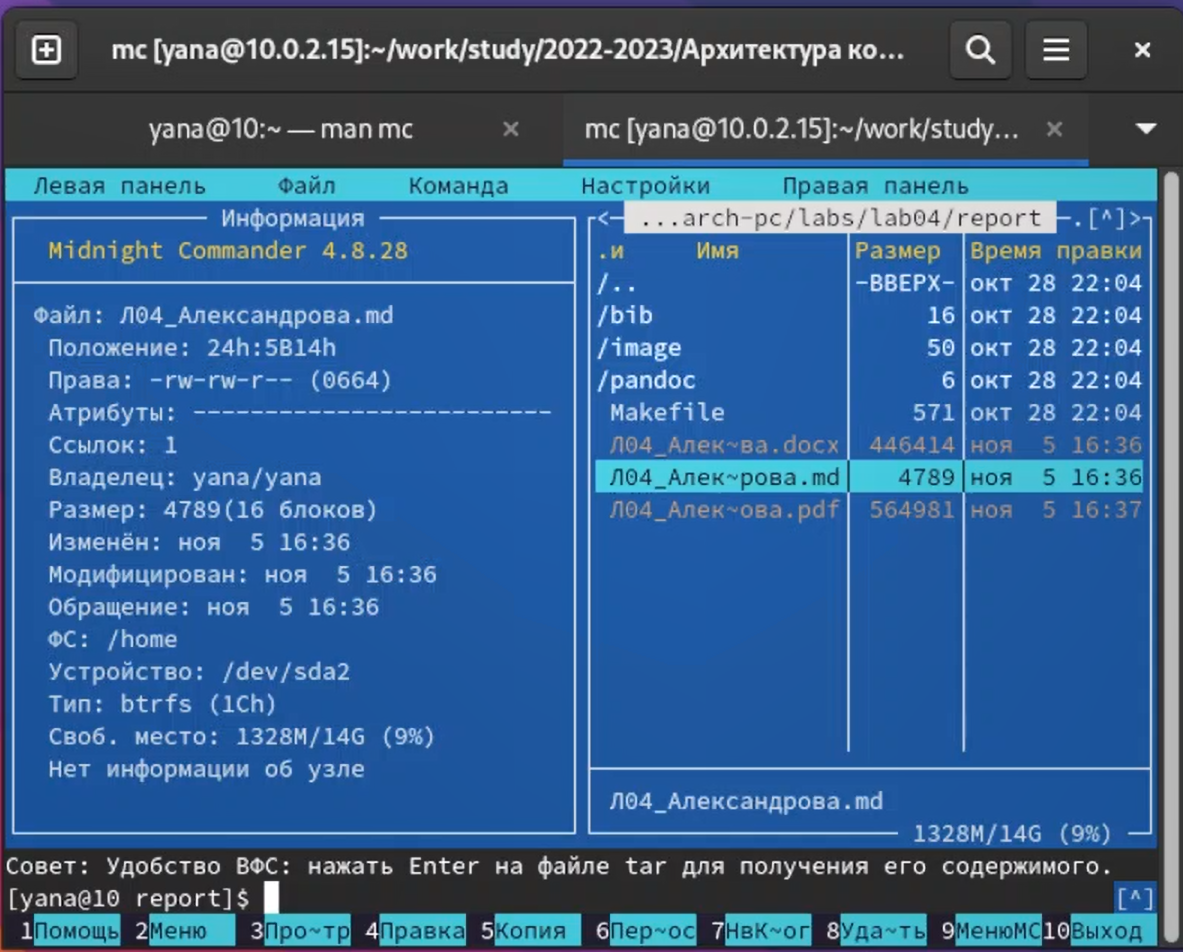 mc [yana@10.0.2.15]:~/work/study/2022-2023/Архитектура ко...
yana@10:~ — man mc
mc [yana@10.0.2.15]:~/work/study...
Левая панель Файл Команда Настройки Правая панель
Информация
Midnight Commander 4.8.28
Файл: Л04_Александрова.md
Положение: 24h:5B14h
Права: -rw-rw-r-- (0664)
Атрибуты: -------------------------
Ссылок: 1
Владелец: yana/yana
Размер: 4789(16 блоков)
Изменён: ноя  5 16:36
Модифицирован: ноя  5 16:36
Обращение: ноя  5 16:36
ФС: /home
Устройство: /dev/sda2
Тип: btrfs (1Ch)
Своб. место: 1328M/14G (9%)
Нет информации об узле
<— ...arch-pc/labs/lab04/report —.[^]>
.и Имя Размер Время правки
/.. -ВВЕРХ- окт 28 22:04
/bib 16 окт 28 22:04
/image 50 окт 28 22:04
/pandoc 6 окт 28 22:04
Makefile 571 окт 28 22:04
Л04_Алек~ва.docx 446414 ноя  5 16:36
Л04_Алек~рова.md 4789 ноя  5 16:36
Л04_Алек~ова.pdf 564981 ноя  5 16:37
Л04_Александрова.md
1328M/14G (9%)
Совет: Удобство ВФС: нажать Enter на файле tar для получения его содержимого.
[yana@10 report]$ [^]
1Помощь 2Меню 3Про~тр 4Правка 5Копия 6Пер~ос 7НвК~ог 8Уда~ть 9МенюМС 10Выход